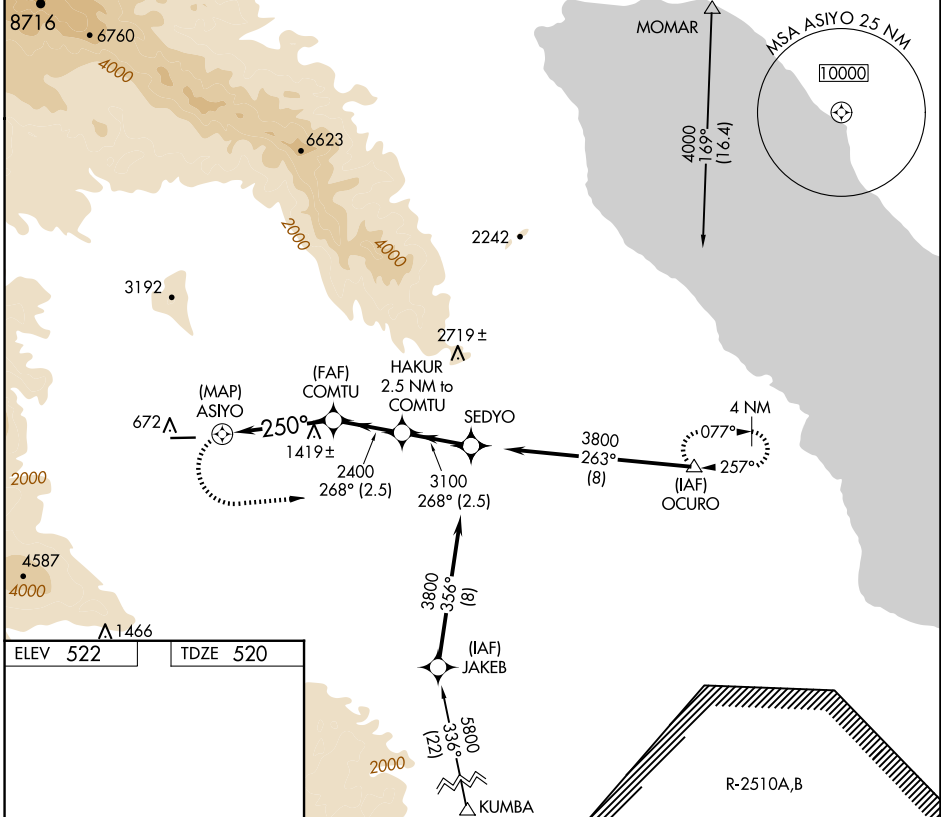 8716
6760
4000
6623
2000
4000
MOMAR
4000
169°
(16.4)
MSA ASIYO 25 NM
10000
2242
3192
2719 ±
(MAP)
ASIYO
(FAF)
COMTU
HAKUR
2.5 NM to
COMTU
SEDYO
672
250°
1419 ±
2400
268° (2.5)
3100
268° (2.5)
3800
263°
(8)
4 NM
077°
257°
(IAF)
OCURO
2000
4587
4000
1466
3800
356°
(8)
(IAF)
JAKEB
5800
336°
(22)
KUMBA
2000
R-2510A,B
ELEV 522
TDZE 520